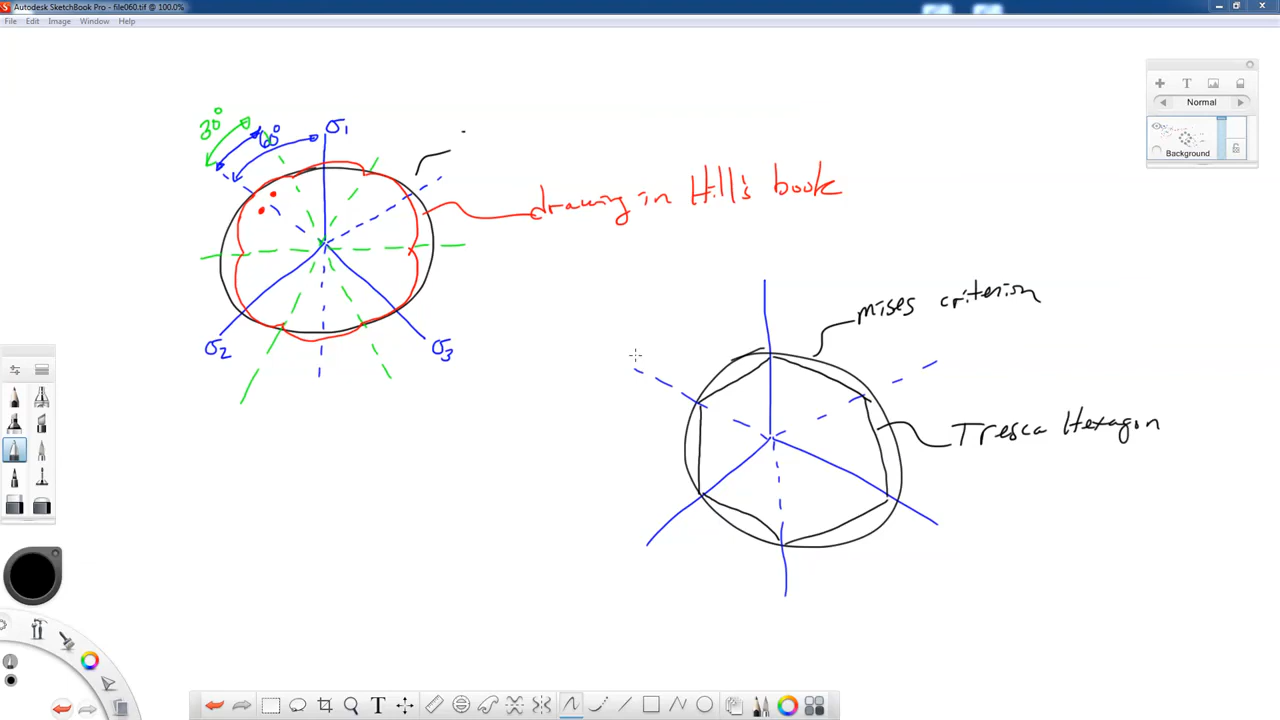 Autodesk SketchBook Pro - file060.tif @ 100.0%
File Edit Image Window Help
T
Normal
Background
30°
60°
σ1
drawing in Hill's book
mises criterion
σ2
σ3
Tresca Hexagon
T